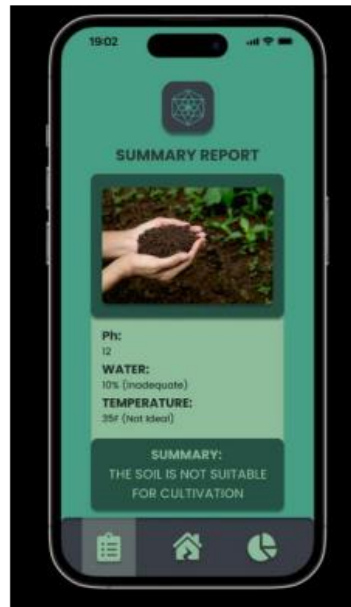 19:02
SUMMARY REPORT
Ph:
12
WATER:
10% (Inadequate)
TEMPERATURE:
35F (Not Ideal)
SUMMARY:
THE SOIL IS NOT SUITABLE
FOR CULTIVATION